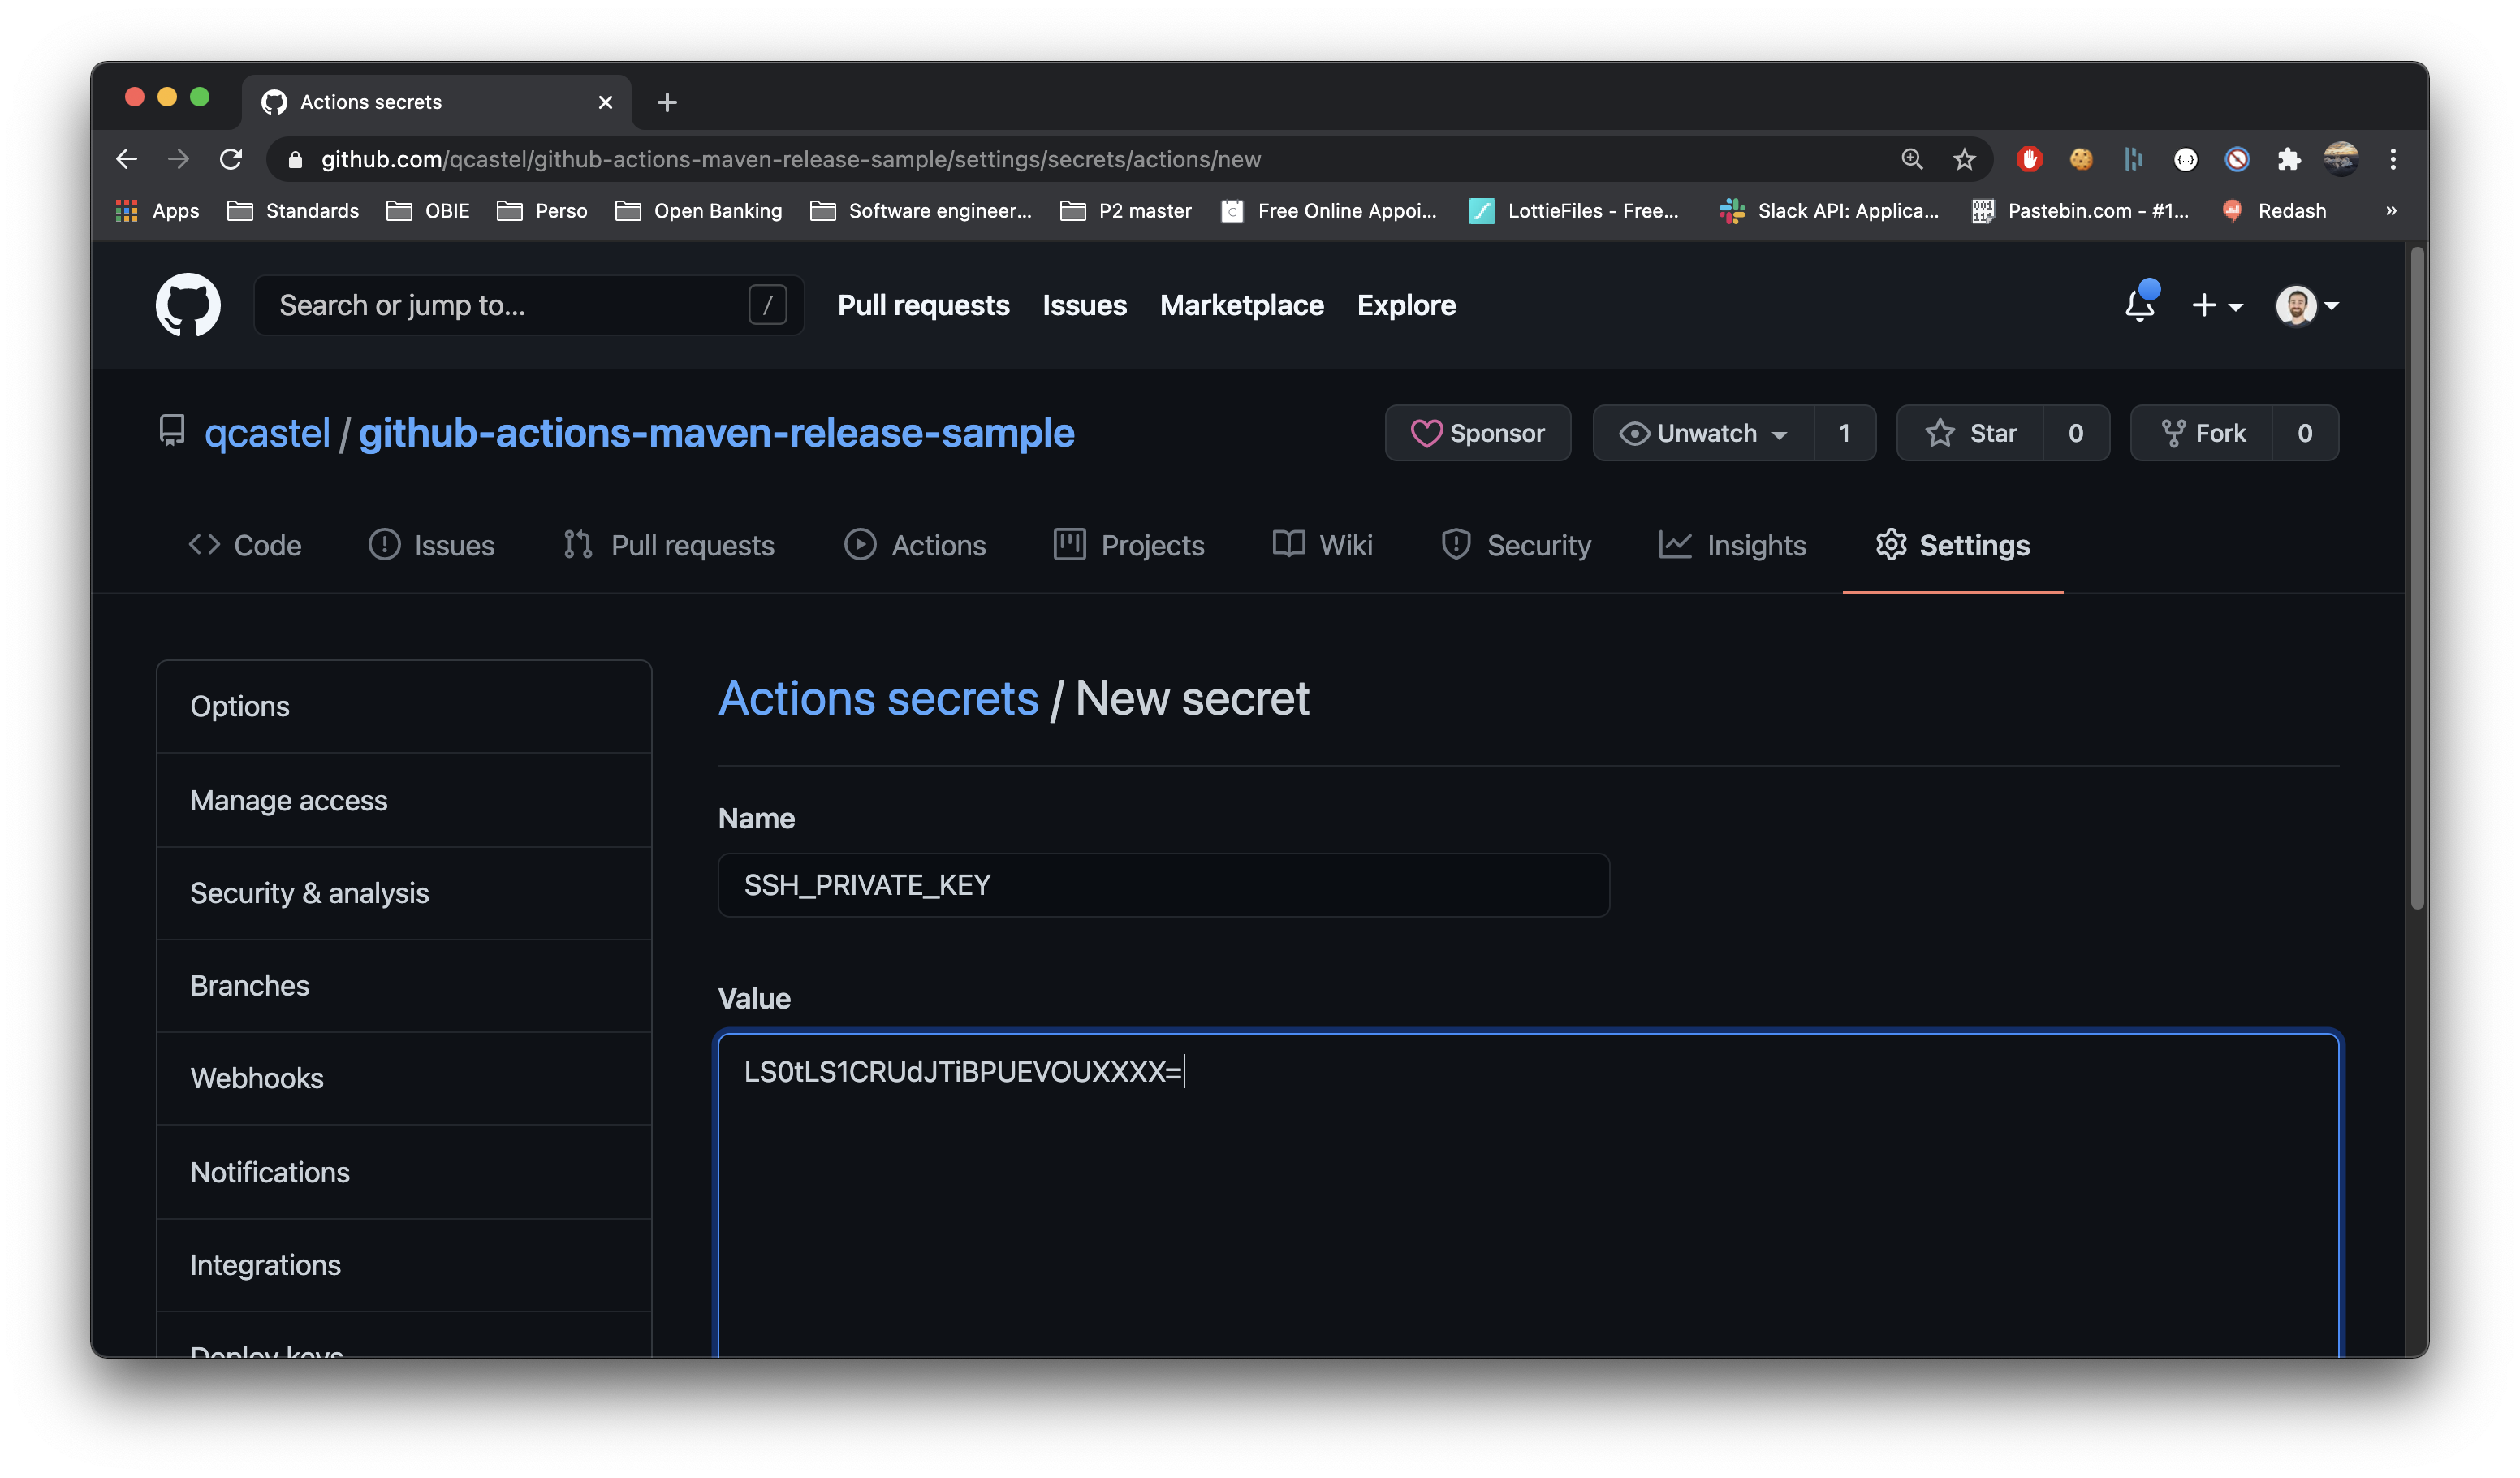 Actions secrets
github.com/qcastel/github-actions-maven-release-sample/settings/secrets/actions/new
Apps Standards OBIE Perso Open Banking Software engineer... P2 master Free Online Appoi... LottieFiles - Free... Slack API: Applica... Pastebin.com - #1... Redash »
Search or jump to... / Pull requests Issues Marketplace Explore
qcastel / github-actions-maven-release-sample Sponsor Unwatch 1 Star 0 Fork 0
Code Issues Pull requests Actions Projects Wiki Security Insights Settings
Options
Manage access
Security & analysis
Branches
Webhooks
Notifications
Integrations
Deploy keys
Actions secrets / New secret
Name
SSH_PRIVATE_KEY
Value
LS0tLS1CRUdJTiBPUEVOUXXXX=